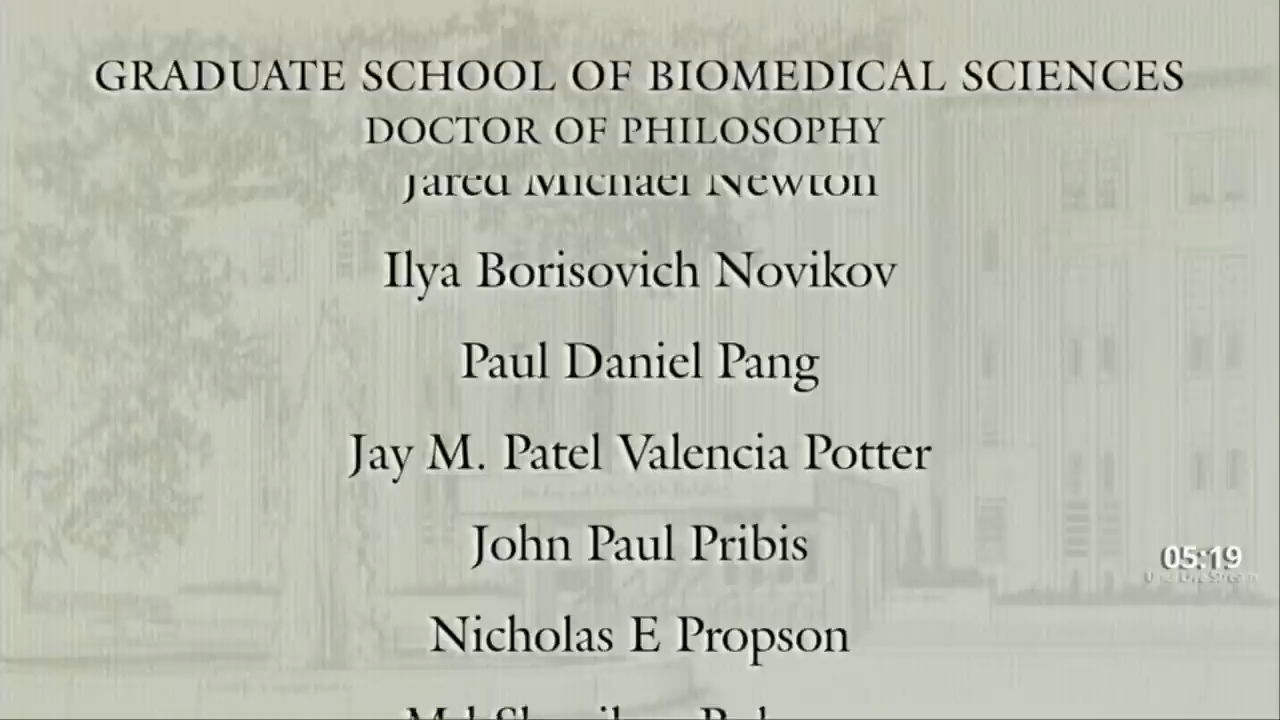 GRADUATE SCHOOL OF BIOMEDICAL SCIENCES
DOCTOR OF PHILOSOPHY
Jared Michael Newton
Ilya Borisovich Novikov
Paul Daniel Pang
Jay M. Patel Valencia Potter
John Paul Pribis
05:19
Nicholas E Propson